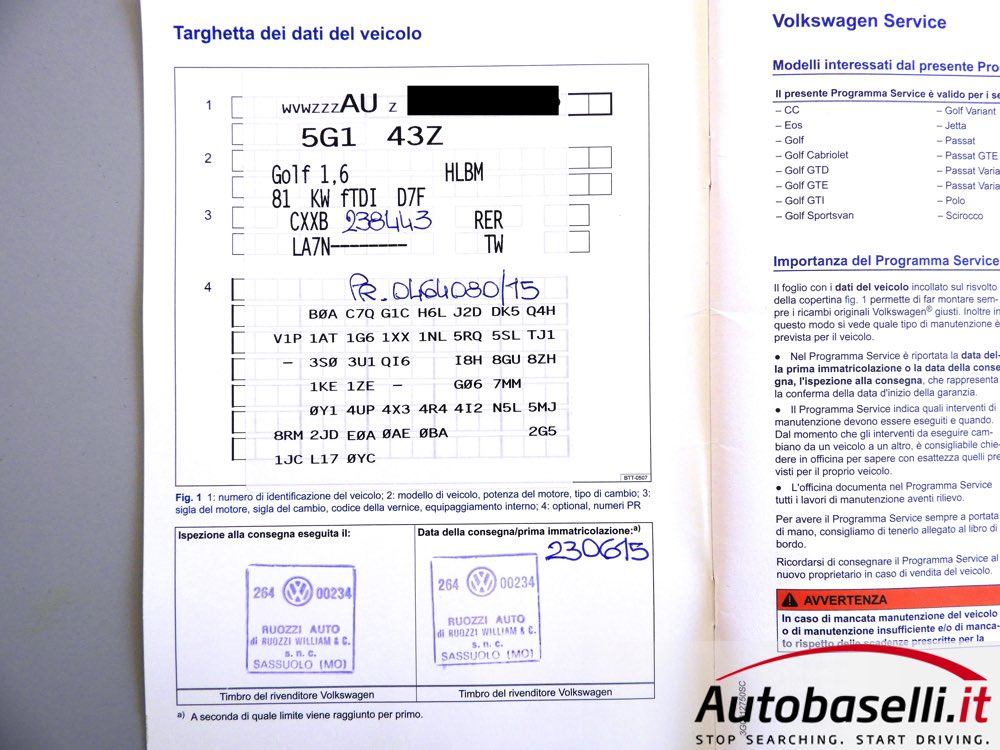 Targhetta dei dati del veicolo
1
WVWZZZAU Z
5G1 43Z
2
Golf 1,6 HLBM
81 KW fTDI D7F
3
CXXB 238443 RER
LA7N-------- TW
4
PR. 0464080/15
BØA C7Q G1C H6L J2D DK5 Q4H
V1P 1AT 1G6 1XX 1NL 5RQ 5SL TJ1
- 3SØ 3U1 QI6 I8H 8GU 8ZH
1KE 1ZE - GØ6 7MM
ØY1 4UP 4X3 4R4 4I2 N5L 5MJ
8RM 2JD EØA ØAE ØBA 2G5
1JC L17 ØYC
BTT-0507
Fig. 1 1: numero di identificazione del veicolo; 2: modello di veicolo, potenza del motore, tipo di cambio; 3:
sigla del motore, sigla del cambio, codice della vernice, equipaggiamento interno; 4: optional, numeri PR
Ispezione alla consegna eseguita il:
264 00234
RUOZZI AUTO
di RUOZZI WILLIAM & C.
s. n. c.
SASSUOLO (MO)
Timbro del rivenditore Volkswagen
Data della consegna/prima immatricolazione:a)
230615
264 00234
RUOZZI AUTO
di RUOZZI WILLIAM & C.
s. n. c.
SASSUOLO (MO)
Timbro del rivenditore Volkswagen
a) A seconda di quale limite viene raggiunto per primo.
Volkswagen Service
Modelli interessati dal presente Pro
Il presente Programma Service è valido per i se
– CC
– Eos
– Golf
– Golf Cabriolet
– Golf GTD
– Golf GTE
– Golf GTI
– Golf Sportsvan
– Golf Variant
– Jetta
– Passat
– Passat GTE
– Passat Varia
– Passat Varia
– Polo
– Scirocco
Importanza del Programma Service
Il foglio con i dati del veicolo incollato sul risvolto
della copertina fig. 1 permette di far montare sem-
pre i ricambi originali Volkswagen® giusti. Inoltre in
questo modo si vede quale tipo di manutenzione è
prevista per il veicolo.
● Nel Programma Service è riportata la data del-
la prima immatricolazione o la data della conse
gna, l'ispezione alla consegna, che rappresenta
la conferma della data d'inizio della garanzia.
● Il Programma Service indica quali interventi di
manutenzione devono essere eseguiti e quando.
Dal momento che gli interventi da eseguire cam-
biano da un veicolo a un altro, è consigliabile chie-
dere in officina per sapere con esattezza quelli pre
visti per il proprio veicolo.
● L'officina documenta nel Programma Service
tutti i lavori di manutenzione aventi rilievo.
Per avere il Programma Service sempre a portata
di mano, consigliamo di tenerlo allegato al libro di
bordo.
Ricordarsi di consegnare il Programma Service al
nuovo proprietario in caso di vendita del veicolo.
AVVERTENZA
In caso di mancata manutenzione del veicolo
o di manutenzione insufficiente e/o di manca-
to rispetto delle scadenze prescritte per la
Autobaselli.it
STOP SEARCHING. START DRIVING.